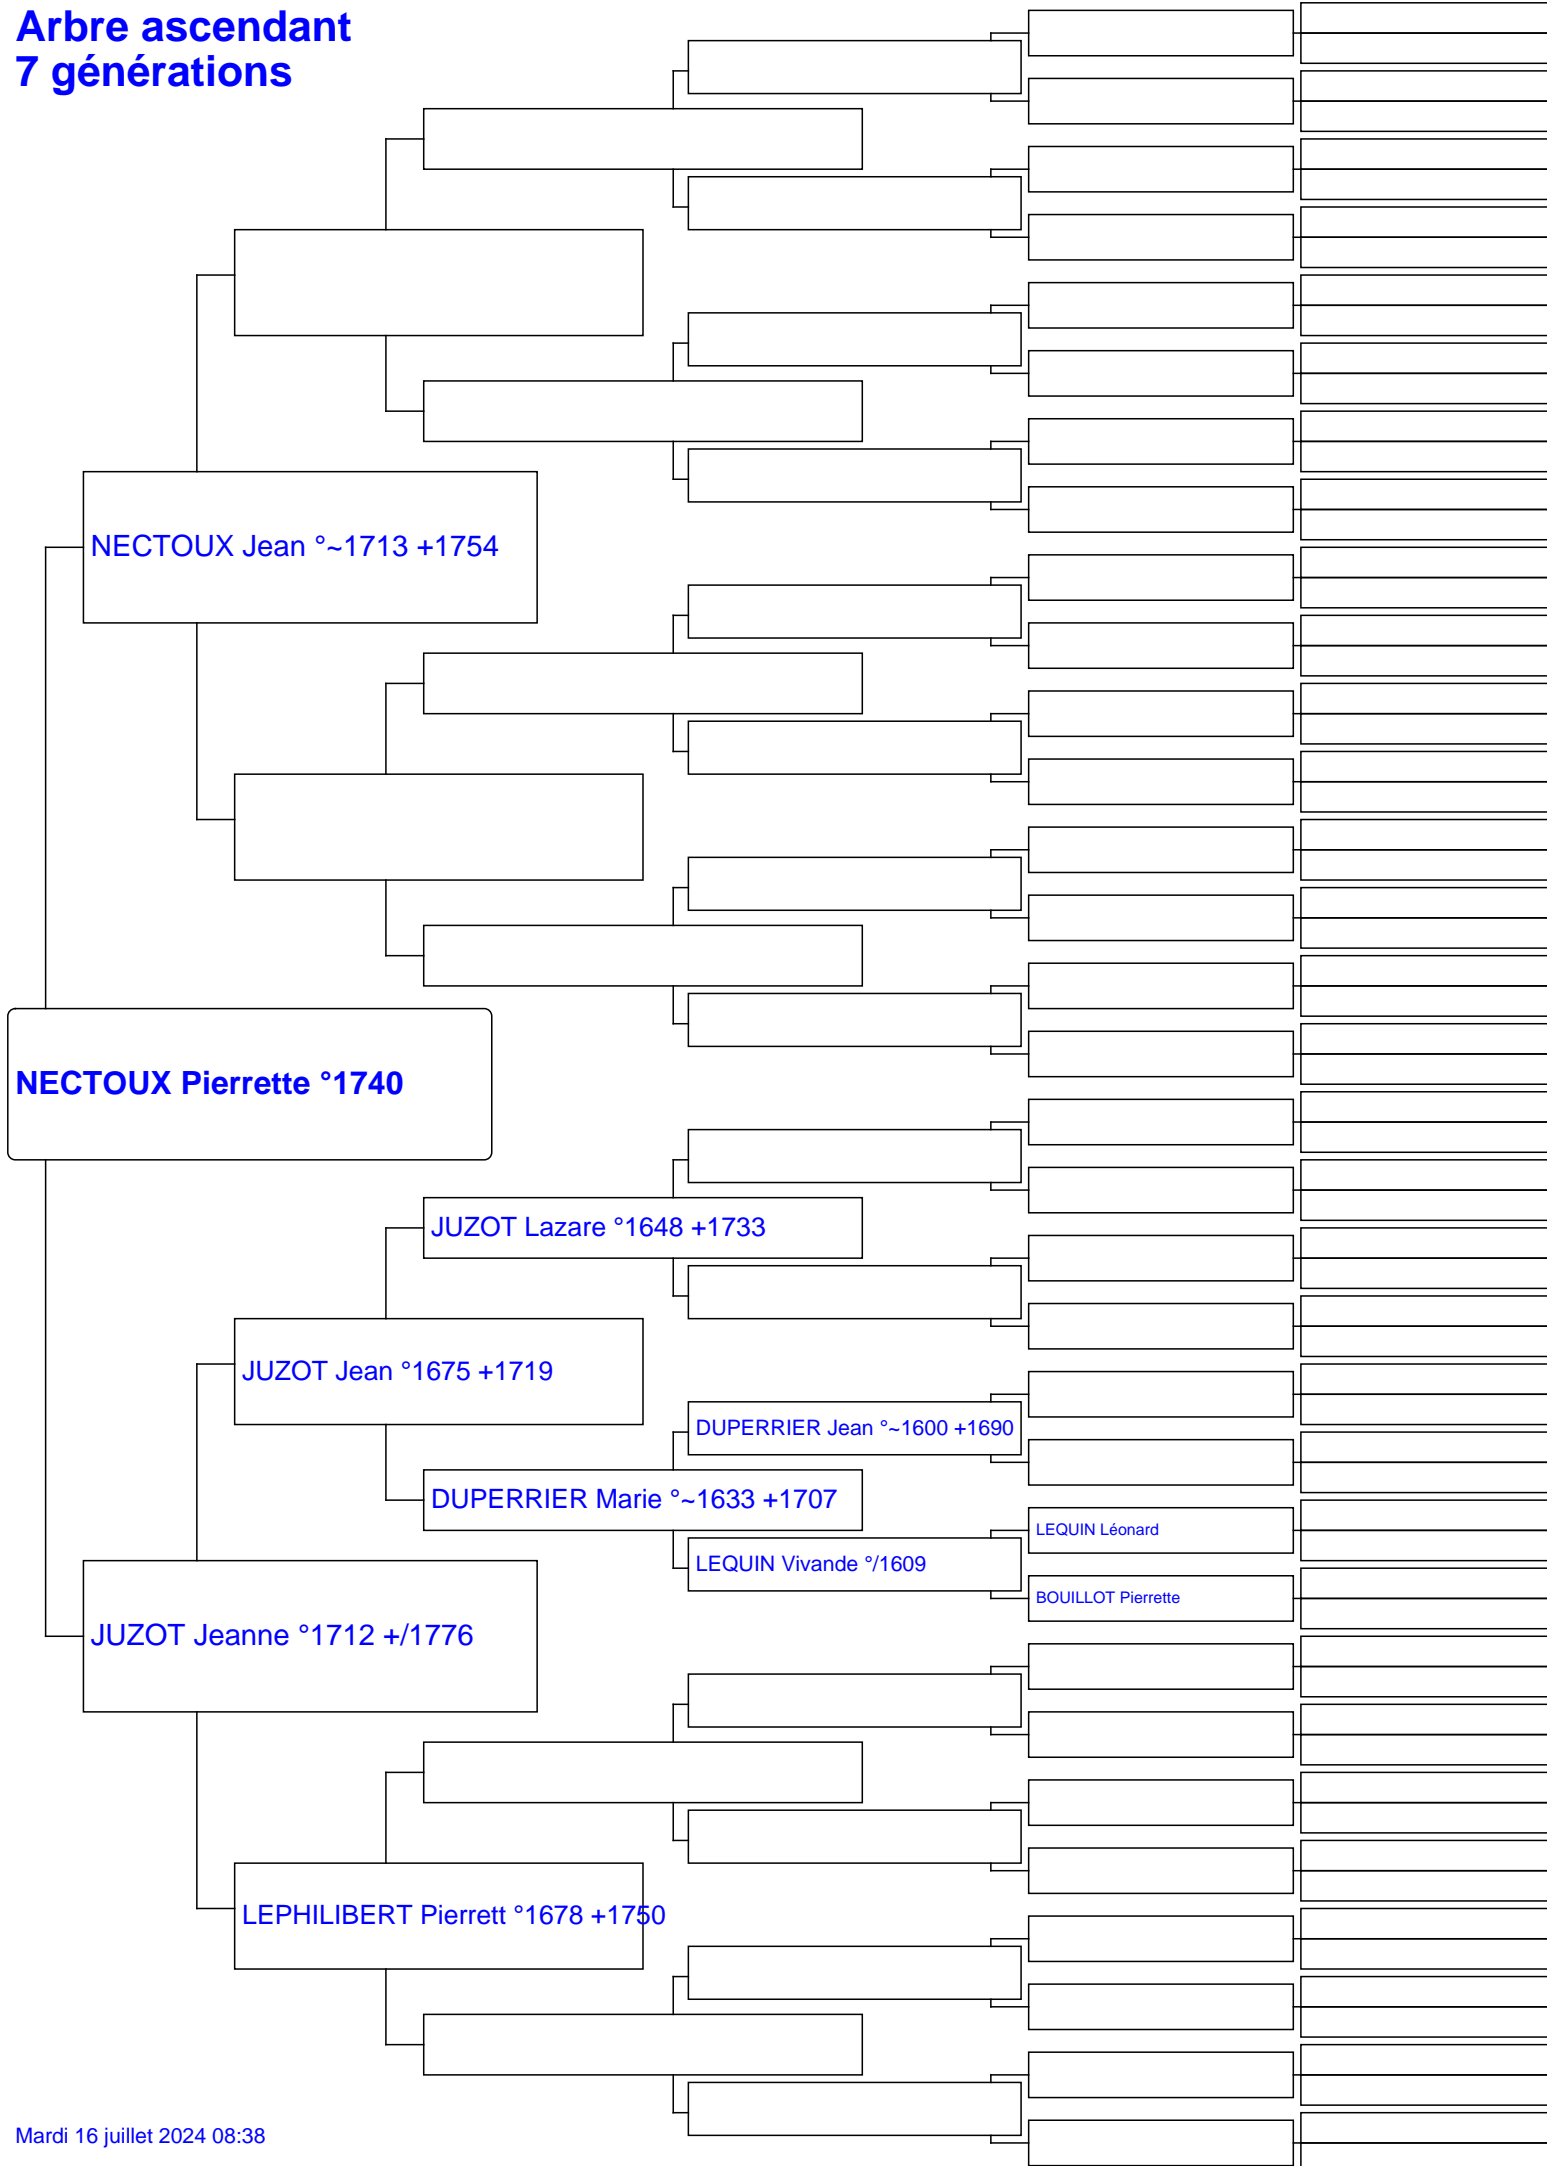 Arbre ascendant
7 générations
NECTOUX Jean °~1713 +1754
NECTOUX Pierrette °1740
JUZOT Lazare °1648 +1733
JUZOT Jean °1675 +1719
DUPERRIER Jean °~1600 +1690
DUPERRIER Marie °~1633 +1707
LEQUIN Léonard
LEQUIN Vivande °/1609
BOUILLOT Pierrette
JUZOT Jeanne °1712 +/1776
LEPHILIBERT Pierrett °1678 +1750
Mardi 16 juillet 2024 08:38